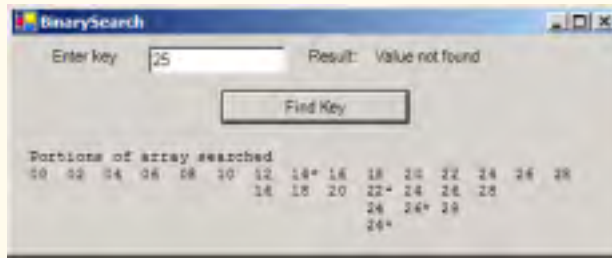 BinarySearch
Enter key 25 Result: Value not found
Find Key
Portions of array searched
00 02 04 06 08 10 12 14* 16 18 20 22 24 26 28
16 18 20 22* 24 26 28
24 26* 28
24*